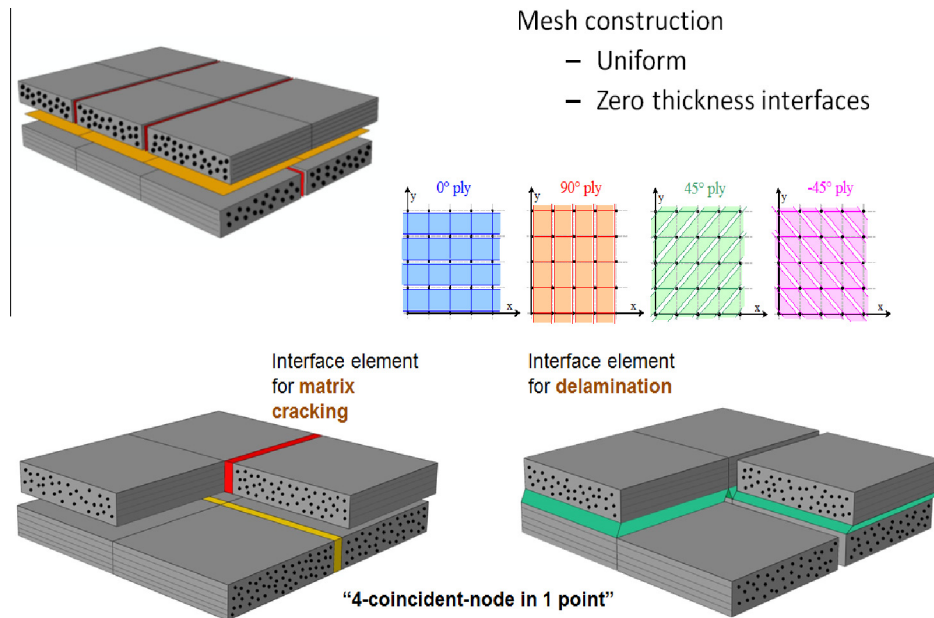 Mesh construction
– Uniform
– Zero thickness interfaces
0° ply
90° ply
45° ply
-45° ply
y
y
y
y
x
x
x
x
Interface element
for matrix
cracking
Interface element
for delamination
“4-coincident-node in 1 point”